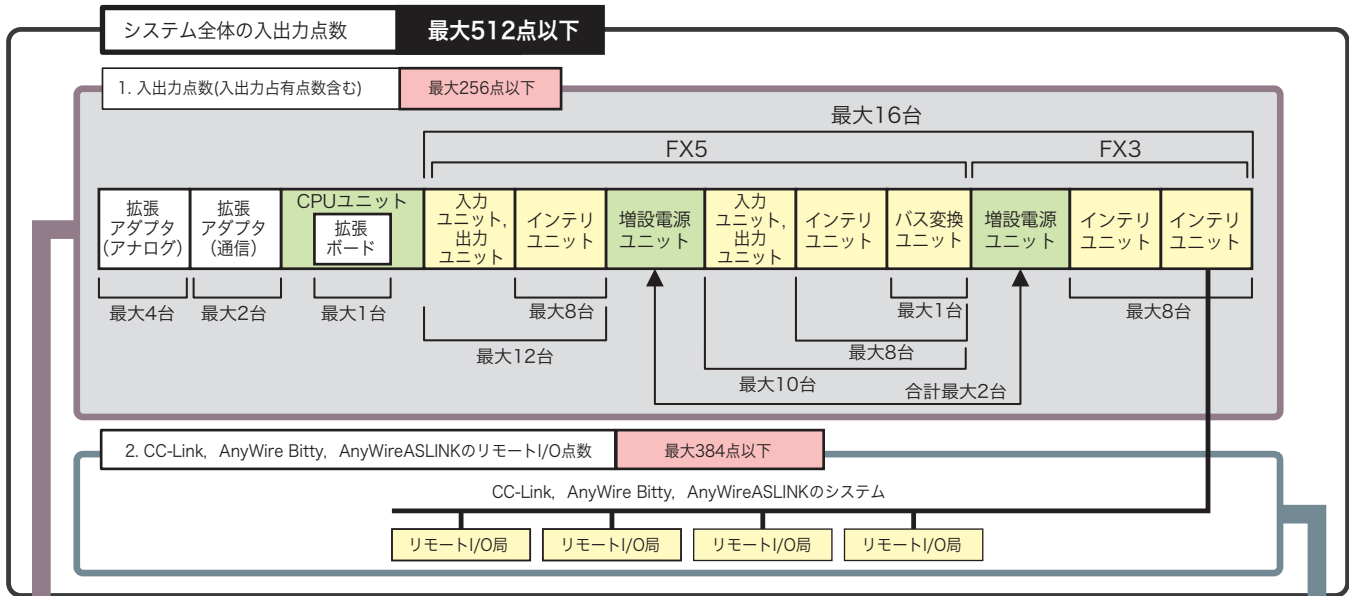 システム全体の入出力点数
最大512点以下
1. 入出力点数(入出力占有点数含む)
最大256点以下
最大16台
FX5
FX3
拡張
アダプタ
(アナログ)
拡張
アダプタ
(通信)
CPUユニット
拡張
ボード
入力
ユニット,
出力
ユニット
インテリ
ユニット
増設電源
ユニット
入力
ユニット,
出力
ユニット
インテリ
ユニット
バス変換
ユニット
増設電源
ユニット
インテリ
ユニット
インテリ
ユニット
最大4台
最大2台
最大1台
最大8台
最大1台
最大8台
最大12台
最大8台
最大10台
合計最大2台
2. CC-Link, AnyWire Bitty, AnyWireASLINKのリモートI/O点数
最大384点以下
CC-Link, AnyWire Bitty, AnyWireASLINKのシステム
リモートI/O局
リモートI/O局
リモートI/O局
リモートI/O局